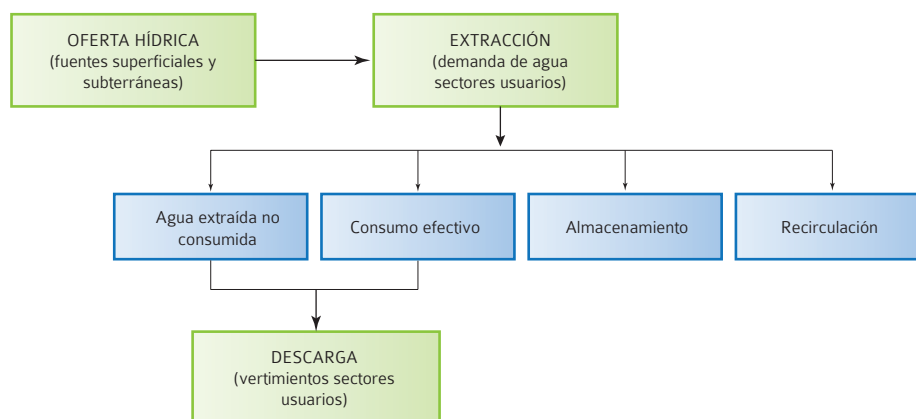 OFERTA HÍDRICA
(fuentes superficiales y
subterráneas)
EXTRACCIÓN
(demanda de agua
sectores usuarios)
Agua extraída no
consumida
Consumo efectivo
Almacenamiento
Recirculación
DESCARGA
(vertimientos sectores
usuarios)